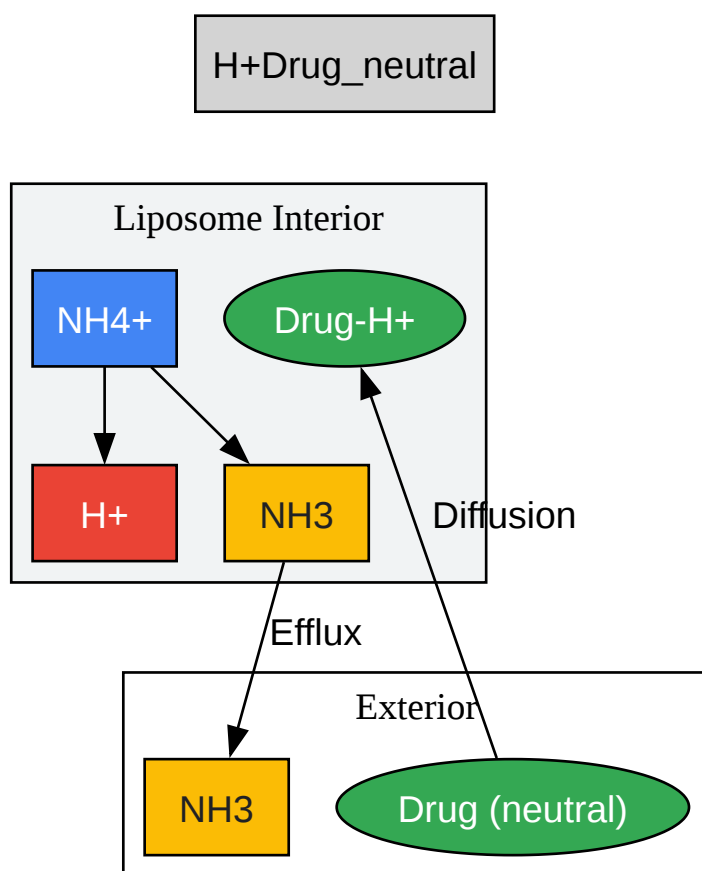 H+Drug_neutral
Liposome Interior
NH4+
Drug-H+
H+
NH3
Diffusion
Efflux
Exterior
NH3
Drug (neutral)